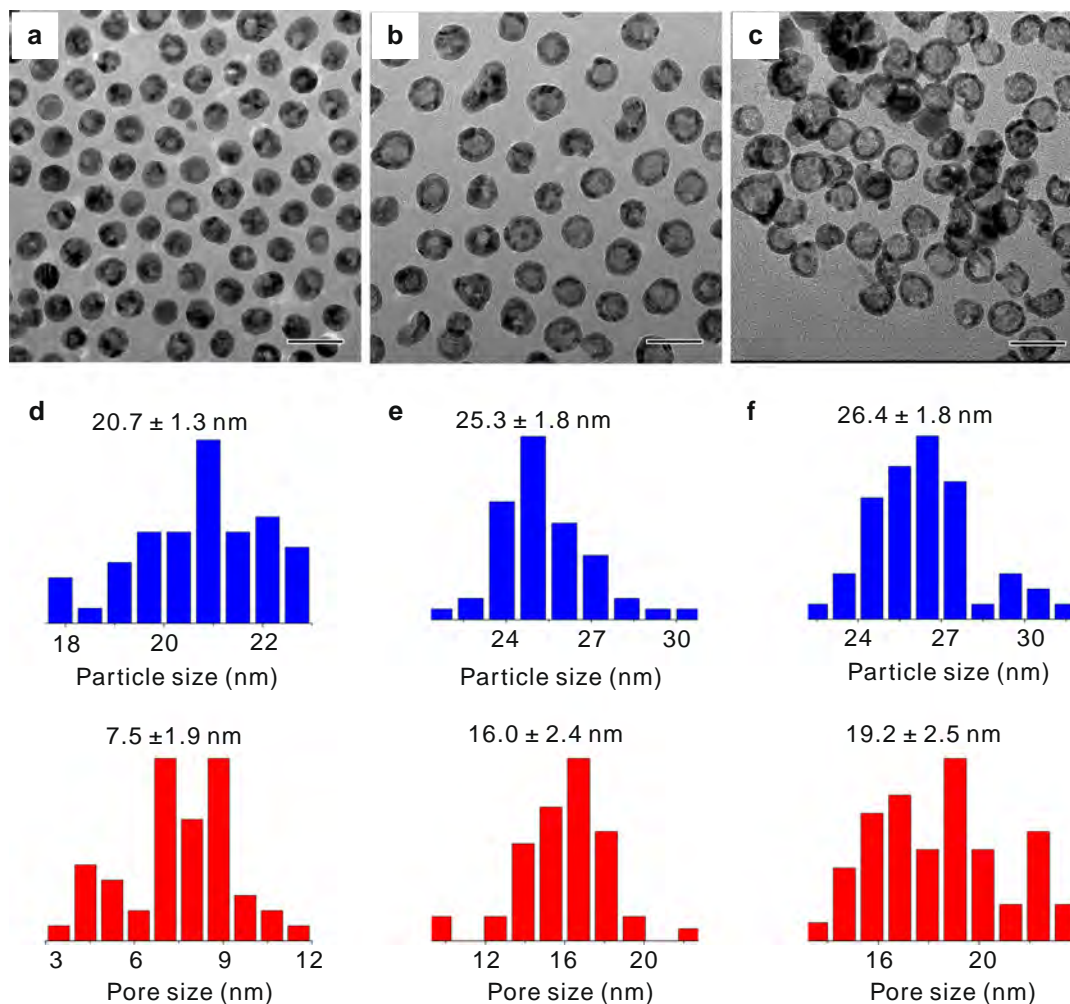 a b c
d e f
20.7 ± 1.3 nm 25.3 ± 1.8 nm 26.4 ± 1.8 nm
18 20 22 24 27 30 24 27 30
Particle size (nm) Particle size (nm) Particle size (nm)
7.5 ±1.9 nm 16.0 ± 2.4 nm 19.2 ± 2.5 nm
3 6 9 12 12 16 20 16 20
Pore size (nm) Pore size (nm) Pore size (nm)